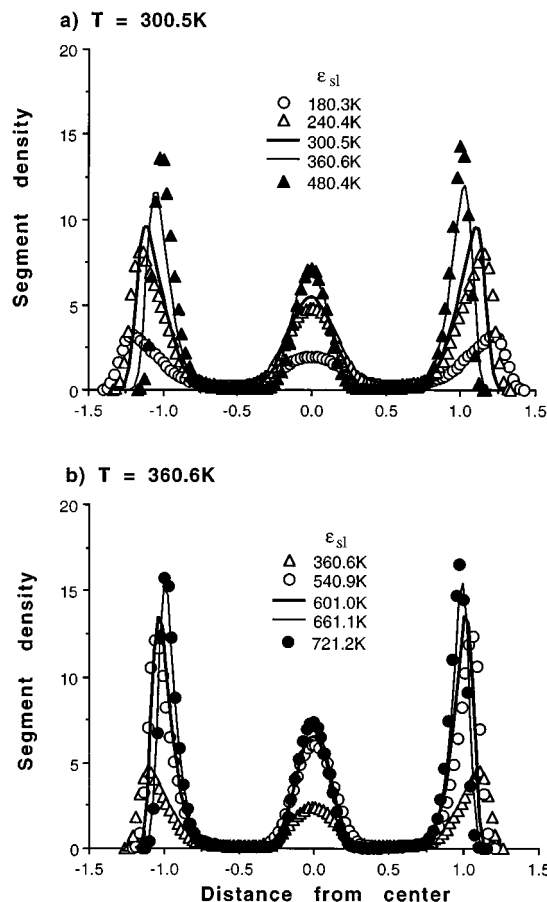 a) T = 300.5K
Segment density
20
15
10
5
0
εsl
180.3K
240.4K
300.5K
360.6K
480.4K
-1.5 -1.0 -0.5 0.0 0.5 1.0 1.5
b) T = 360.6K
Segment density
20
15
10
5
0
εsl
360.6K
540.9K
601.0K
661.1K
721.2K
-1.5 -1.0 -0.5 0.0 0.5 1.0 1.5
Distance from center